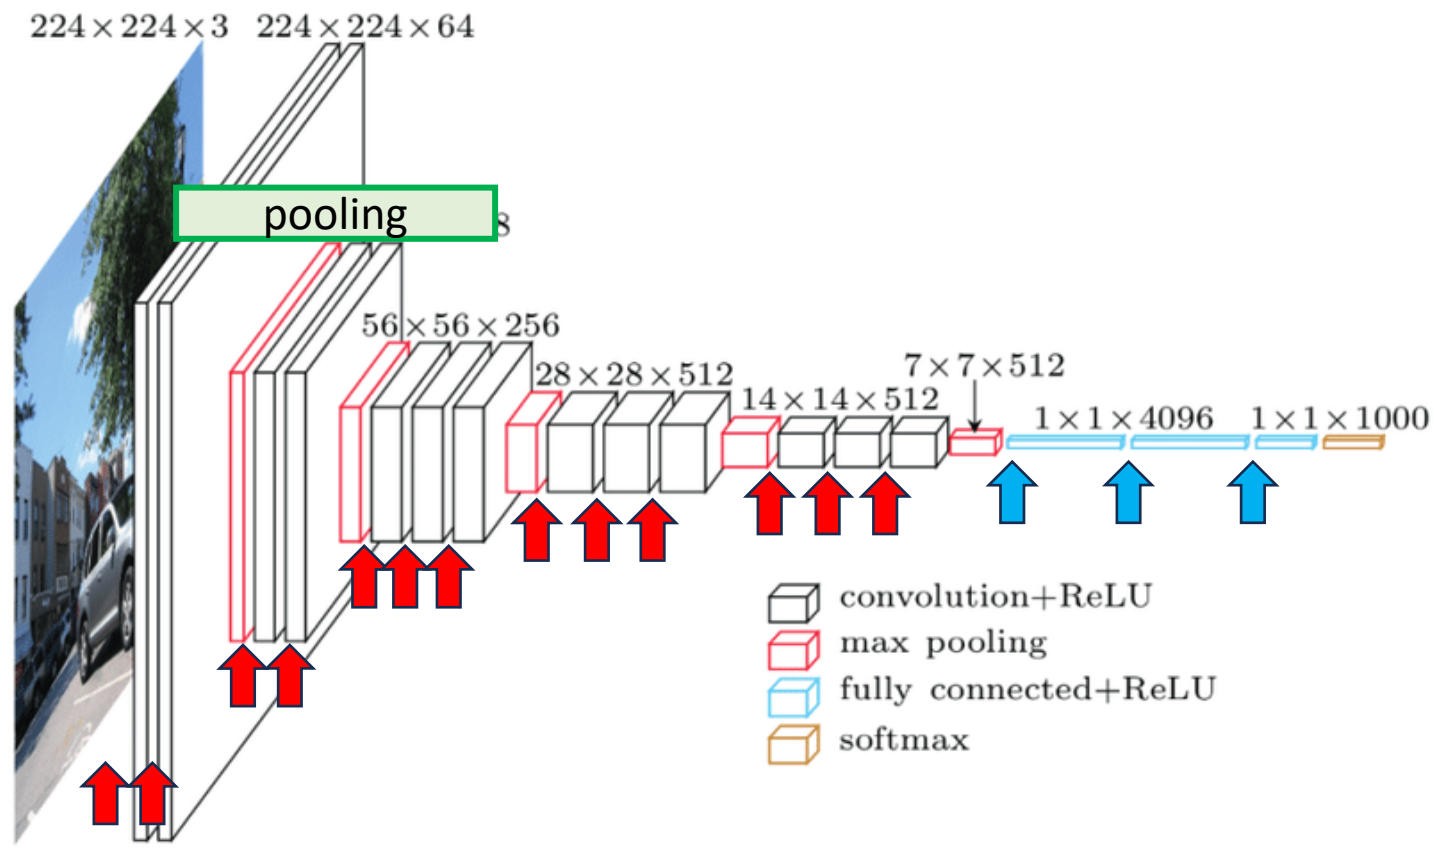 224×224×3
224×224×64
pooling
8
56×56×256
28×28×512
14×14×512
7×7×512
1×1×4096
1×1×1000
convolution+ReLU
max pooling
fully connected+ReLU
softmax